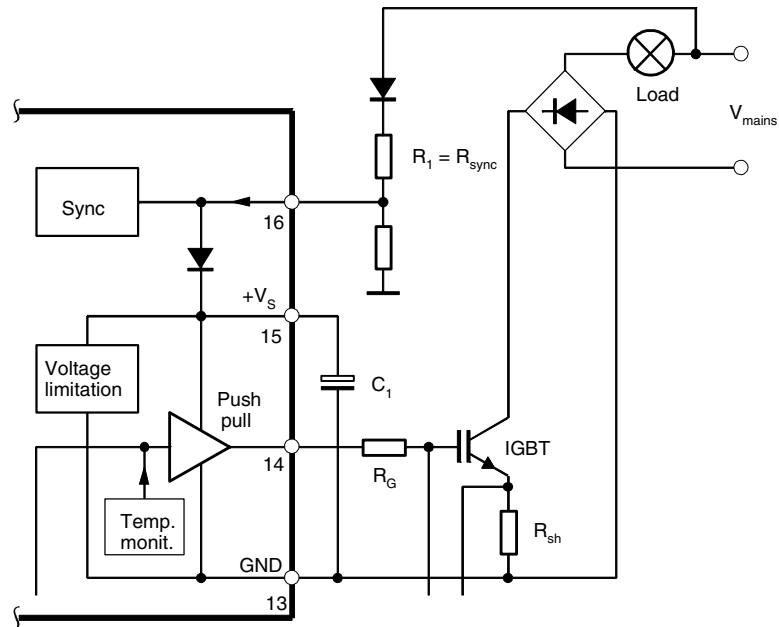 Load
V_mains
R_1 = R_sync
Sync
16
+V_S
15
Voltage
limitation
C_1
Push
pull
IGBT
14
R_G
Temp.
monit.
R_sh
GND
13